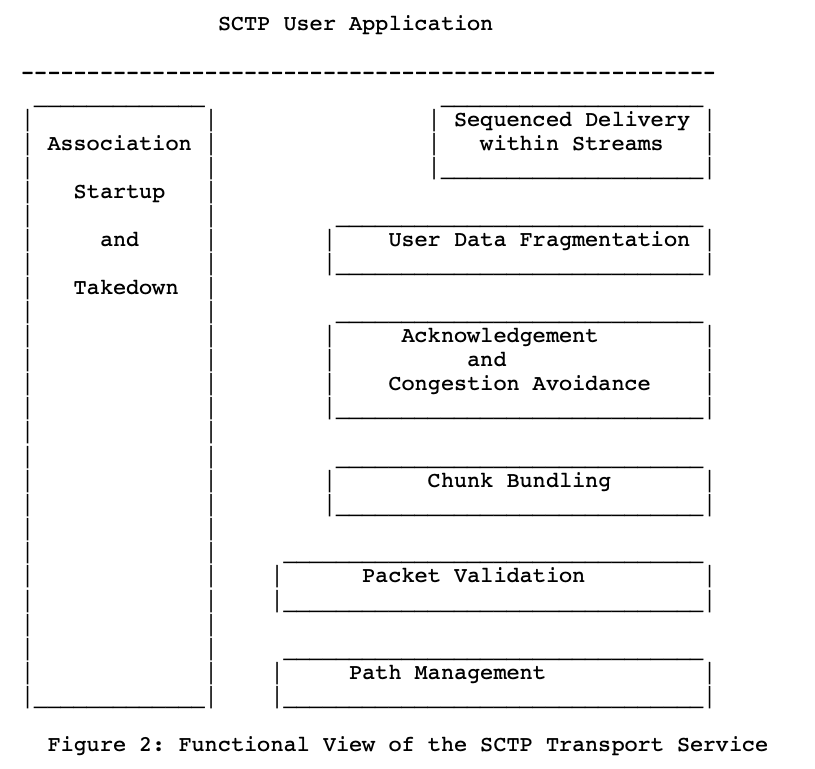 SCTP User Application
Association
Startup
and
Takedown
Sequenced Delivery
within Streams
User Data Fragmentation
Acknowledgement
and
Congestion Avoidance
Chunk Bundling
Packet Validation
Path Management
Figure 2: Functional View of the SCTP Transport Service